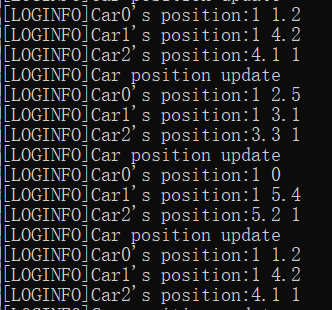 [LOGINFO]Car position update
[LOGINFO]Car0's position:1 1.2
[LOGINFO]Car1's position:1 4.2
[LOGINFO]Car2's position:4.1 1
[LOGINFO]Car position update
[LOGINFO]Car0's position:1 2.5
[LOGINFO]Car1's position:1 3.1
[LOGINFO]Car2's position:3.3 1
[LOGINFO]Car position update
[LOGINFO]Car0's position:1 0
[LOGINFO]Car1's position:1 5.4
[LOGINFO]Car2's position:5.2 1
[LOGINFO]Car position update
[LOGINFO]Car0's position:1 1.2
[LOGINFO]Car1's position:1 4.2
[LOGINFO]Car2's position:4.1 1